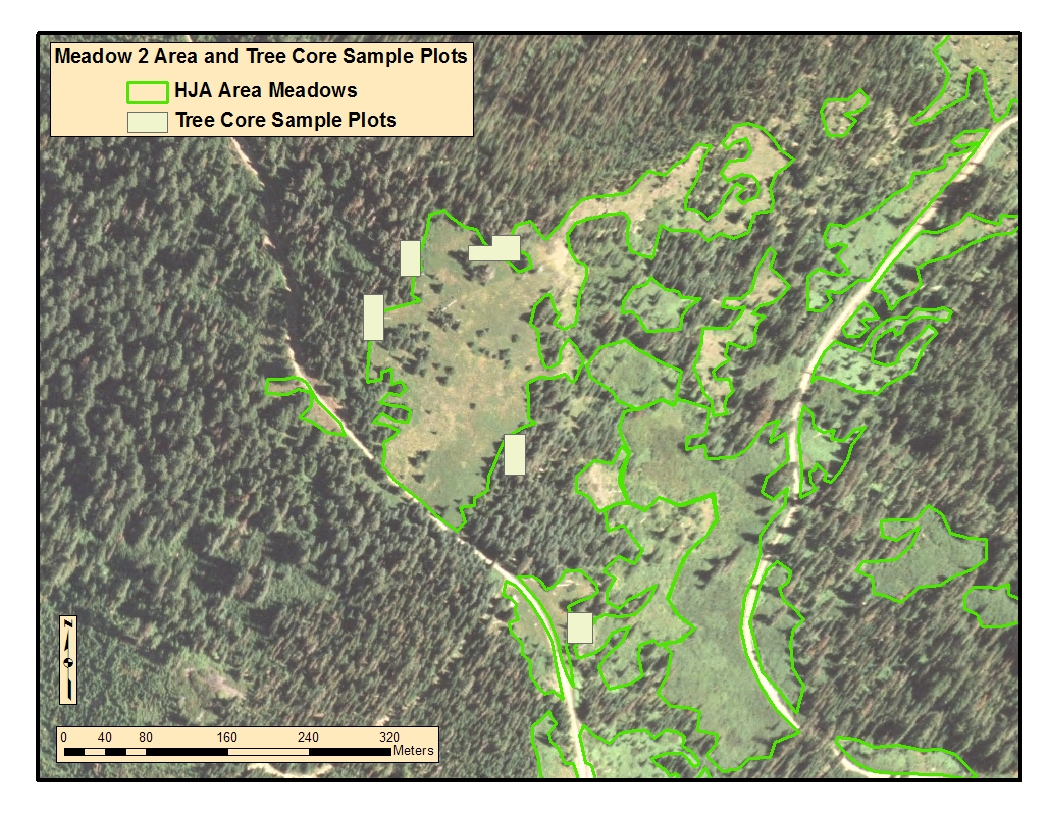 Meadow 2 Area and Tree Core Sample Plots
HJA Area Meadows
Tree Core Sample Plots
N
0 40 80 160 240 320
Meters